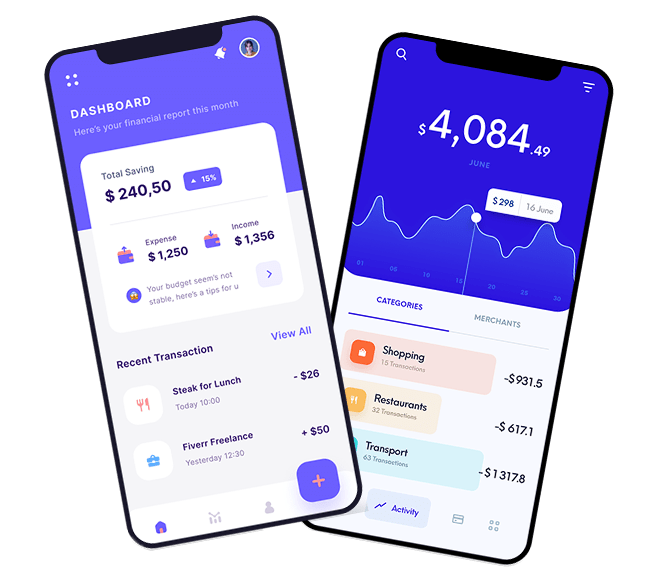 DASHBOARD
Here's your financial report this month
Total Saving
$ 240,50
15%
Expense
$ 1,250
Income
$ 1,356
Your budget seem's not
stable, here's a tips for u
Recent Transaction
View All
Steak for Lunch
Today 10:00
- $26
Fiverr Freelance
Yesterday 12:30
+ $50
$4,084.49
JUNE
$ 298
16 June
01
05
10
15
20
25
30
CATEGORIES
MERCHANTS
Shopping
15 Transactions
-$931.5
Restaurants
32 Transactions
-$ 617.1
Transport
63 Transactions
-$1 317.8
Activity